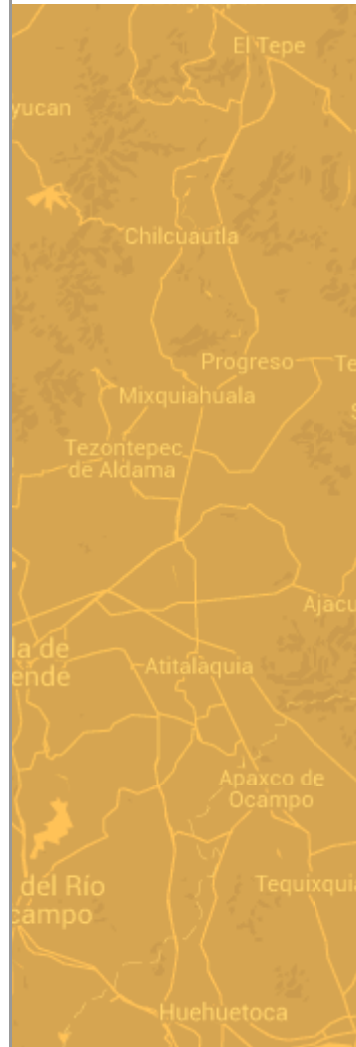 El Tepe
yucan
Chilcuautla
Progreso
Te
Mixquiahuala
Tezontepec
de Aldama
Ajacu
la de
ende
Atitalaquia
Apaxco de
Ocampo
del Río
campo
Tequixquia
Huehuetoca